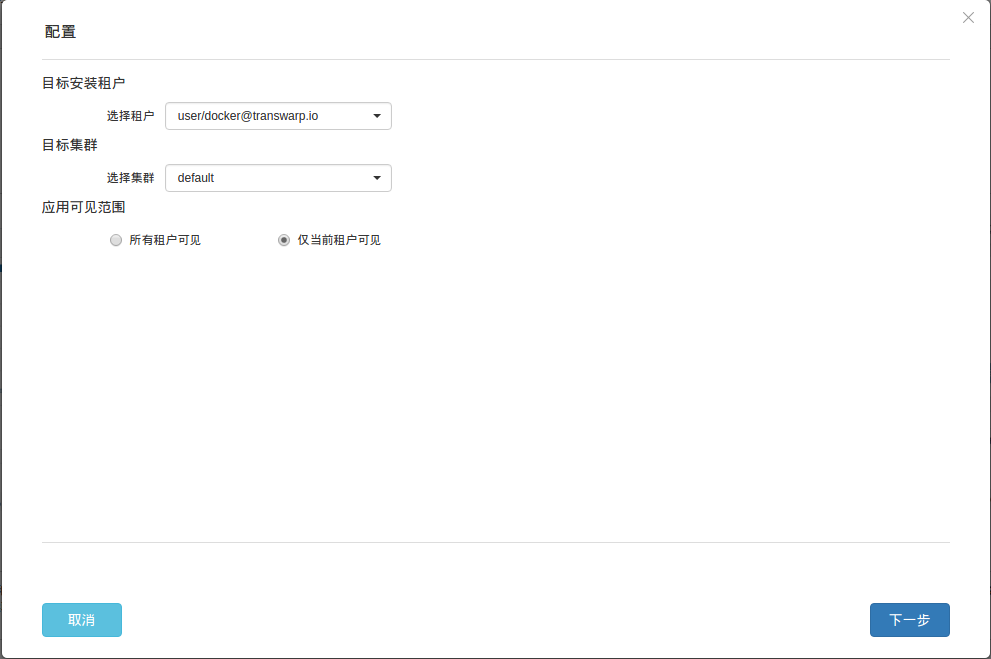 配置
目标安装租户
选择租户 user/docker@transwarp.io
目标集群
选择集群 default
应用可见范围
所有租户可见 仅当前租户可见
取消 下一步